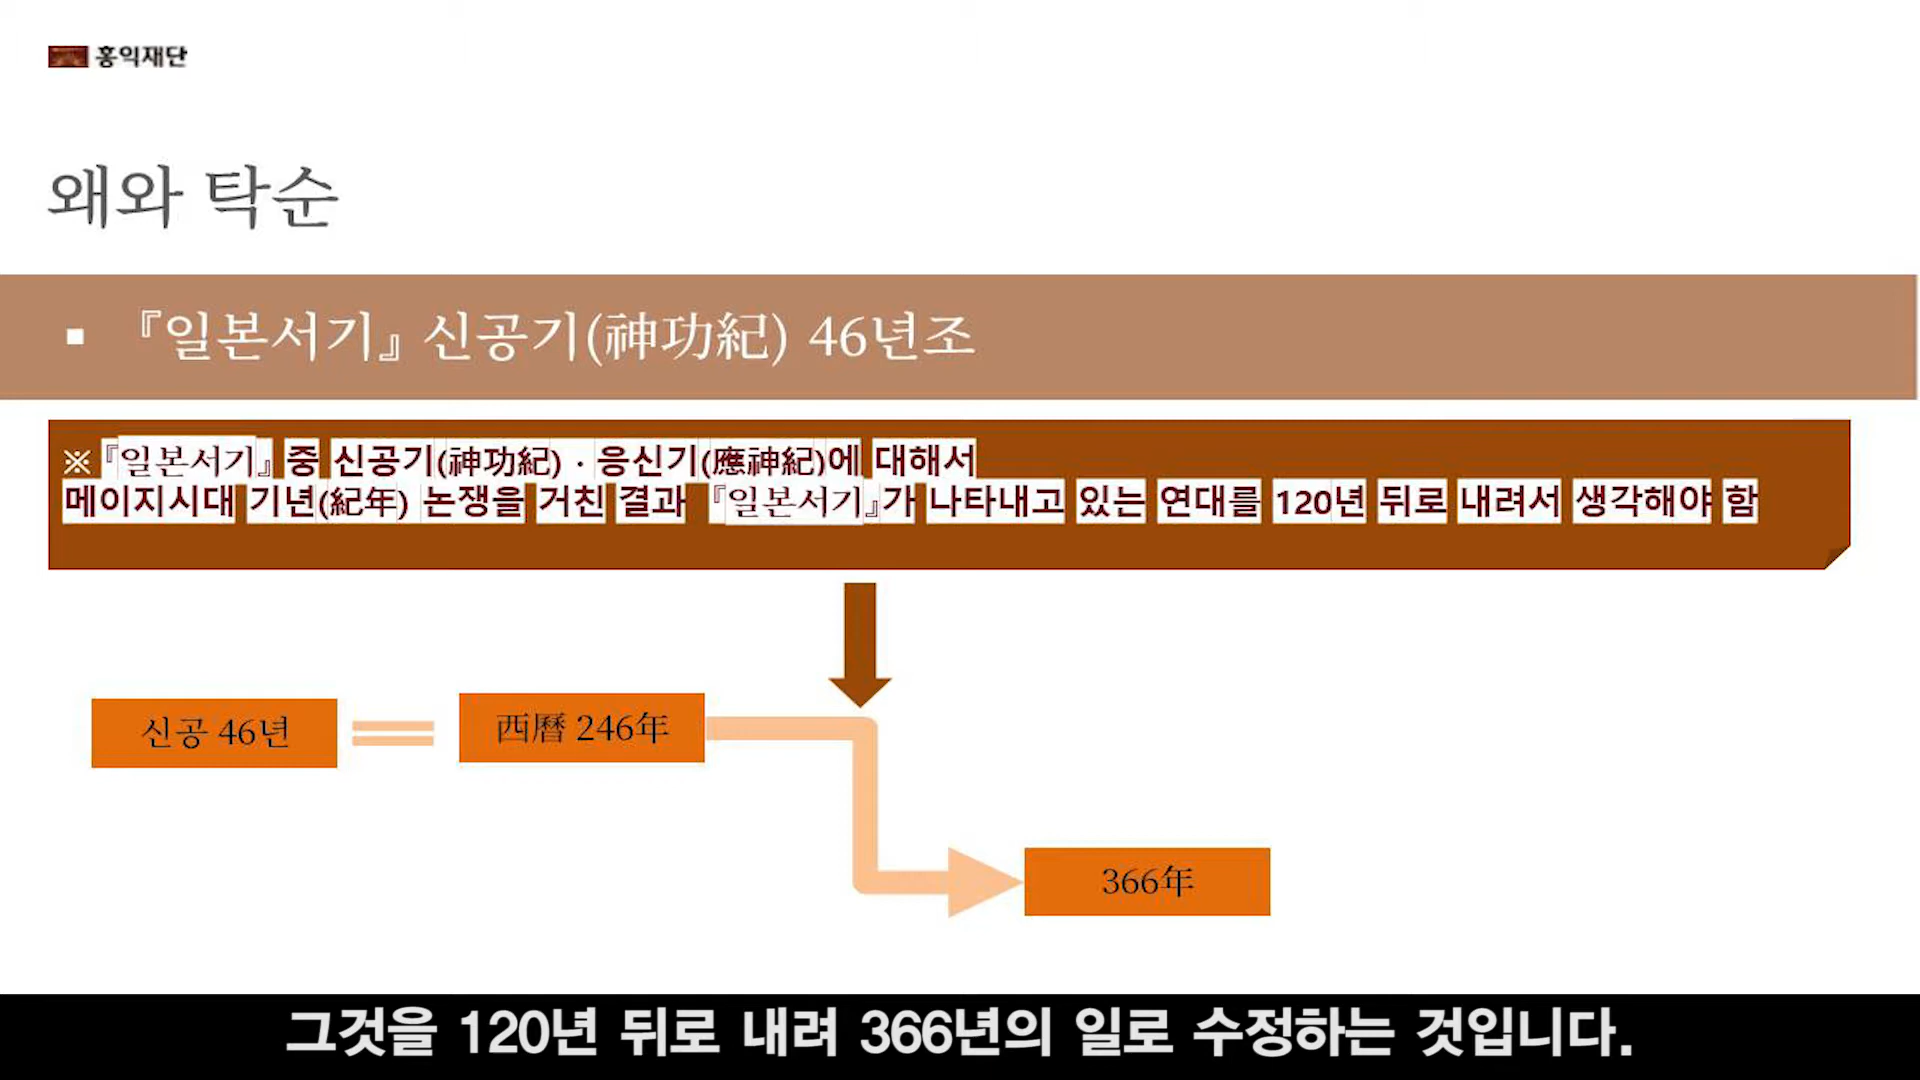 홍익재단
왜와 탁순
▪ 『일본서기』 신공기(神功紀) 46년조
※『일본서기』 중 신공기(神功紀) · 응신기(應神紀)에 대해서
메이지시대 기년(紀年) 논쟁을 거친 결과 『일본서기』가 나타내고 있는 연대를 120년 뒤로 내려서 생각해야 함
신공 46년
西曆 246年
366年
그것을 120년 뒤로 내려 366년의 일로 수정하는 것입니다.